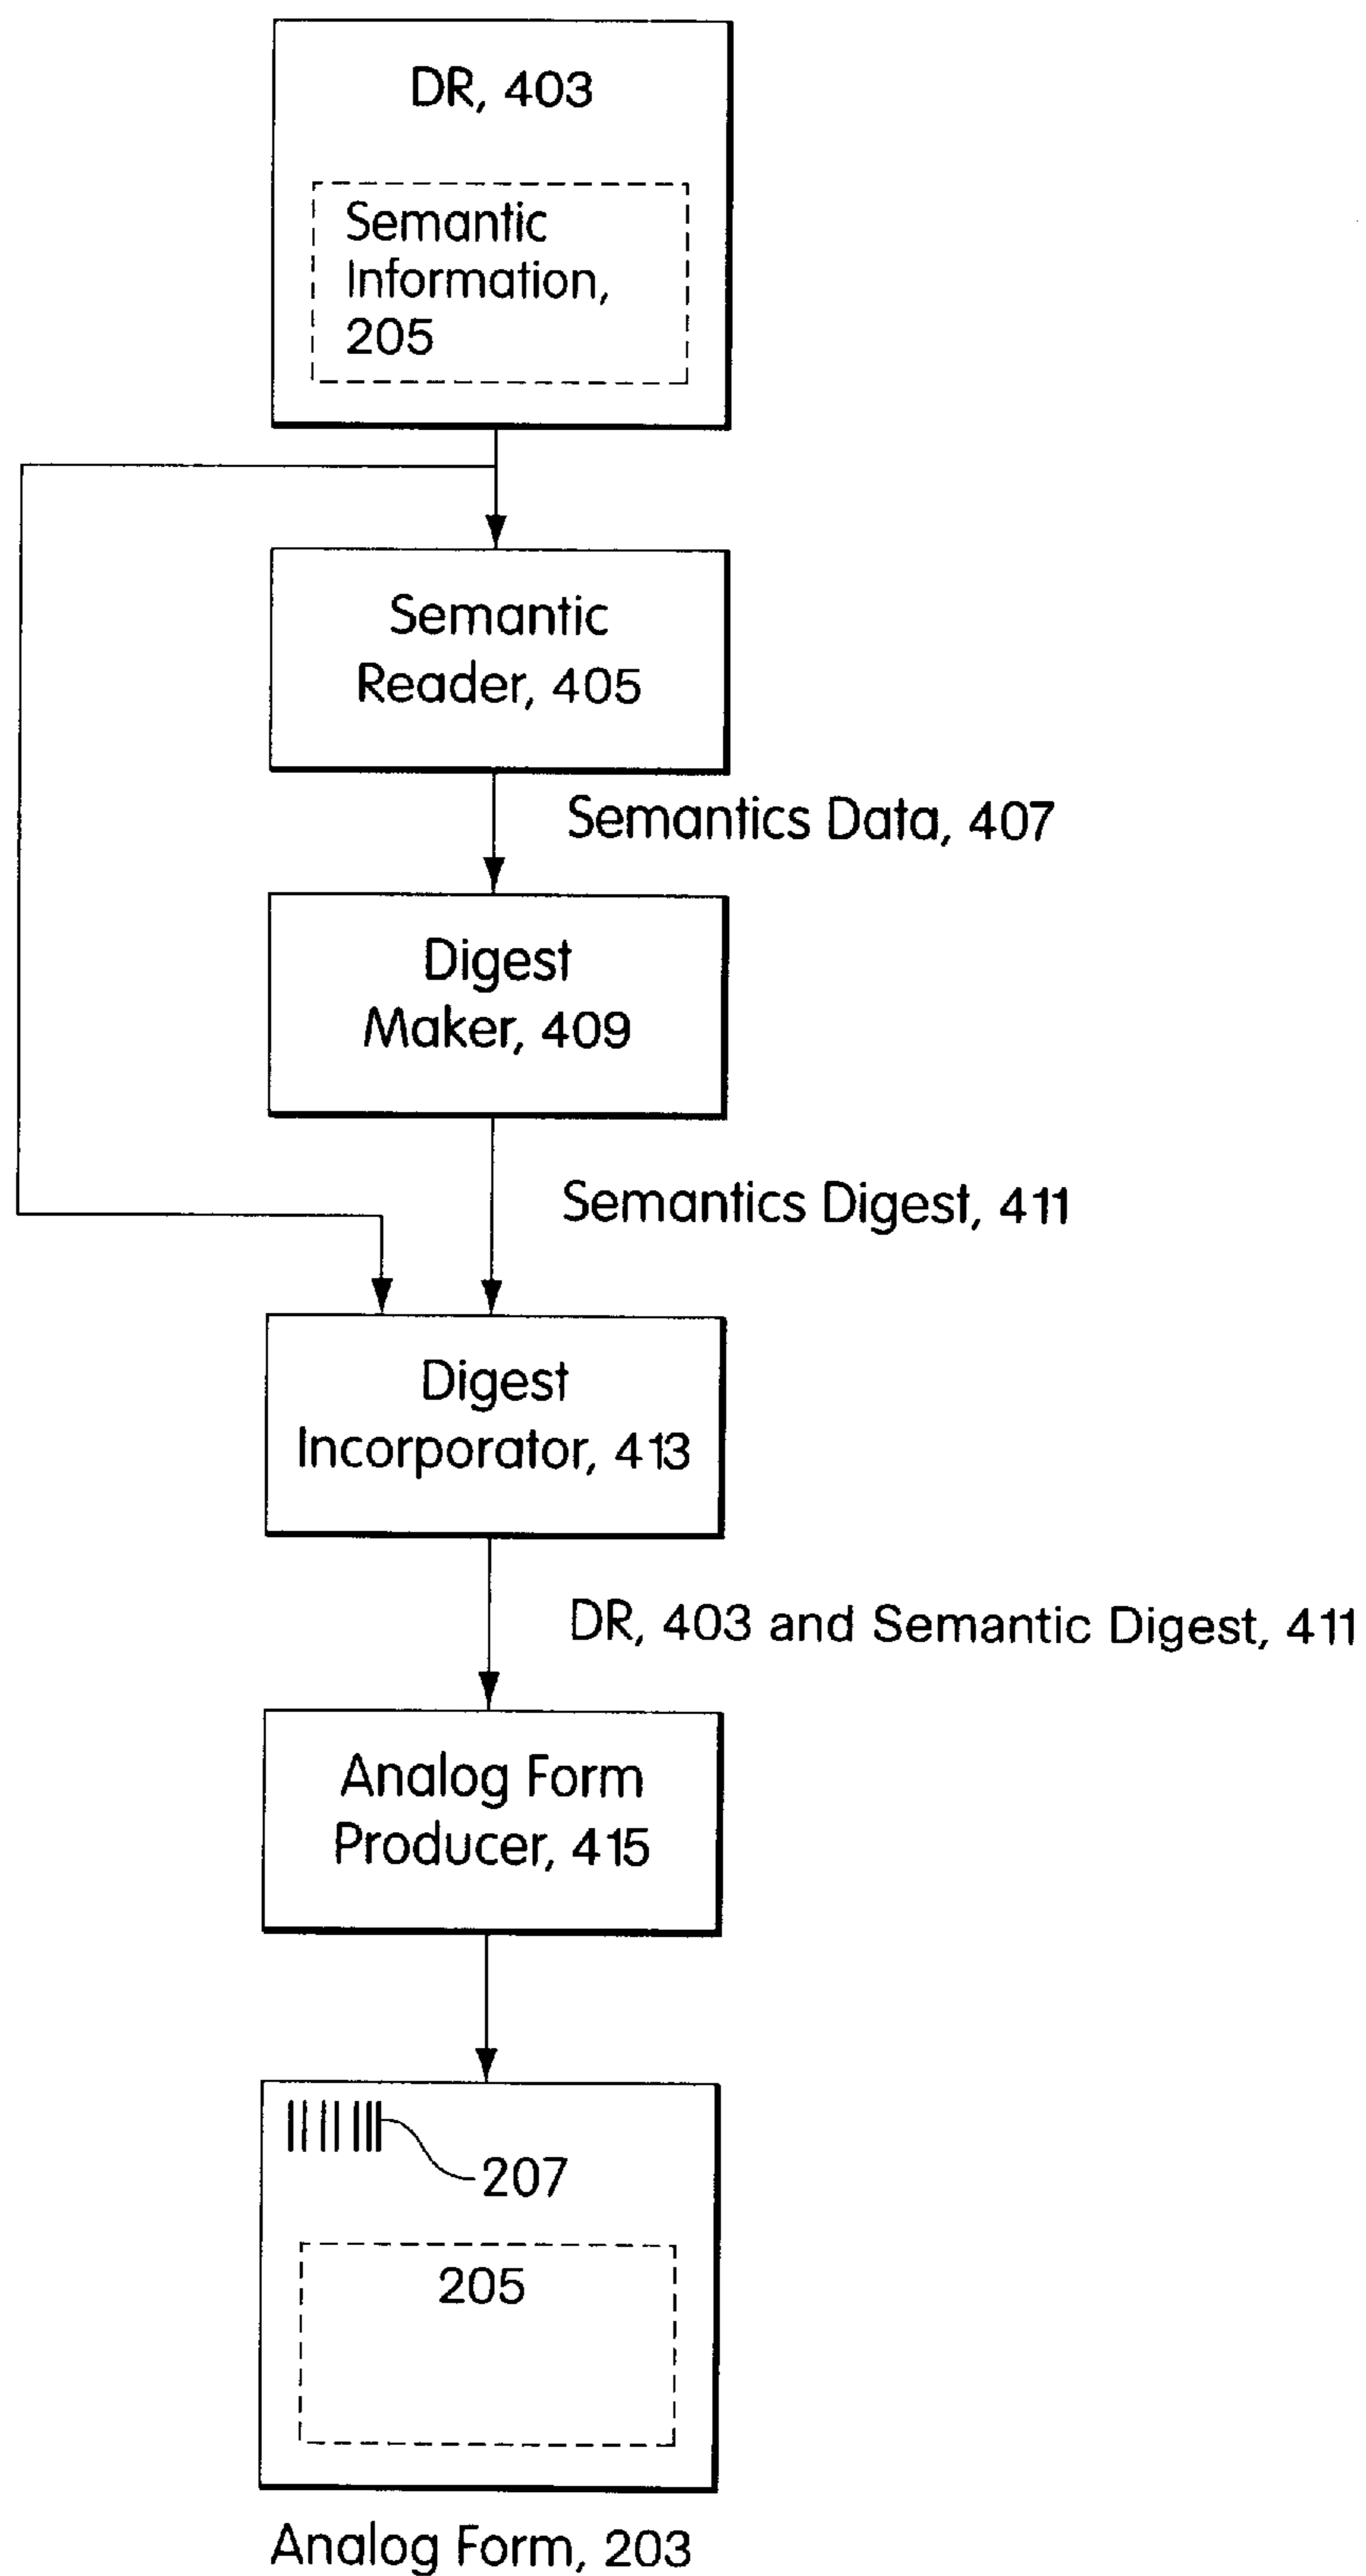 DR, 403
Semantic
Information,
205
Semantic
Reader, 405
Semantics Data, 407
Digest
Maker, 409
Semantics Digest, 411
Digest
Incorporator, 413
DR, 403 and Semantic Digest, 411
Analog Form
Producer, 415
207
205
Analog Form, 203